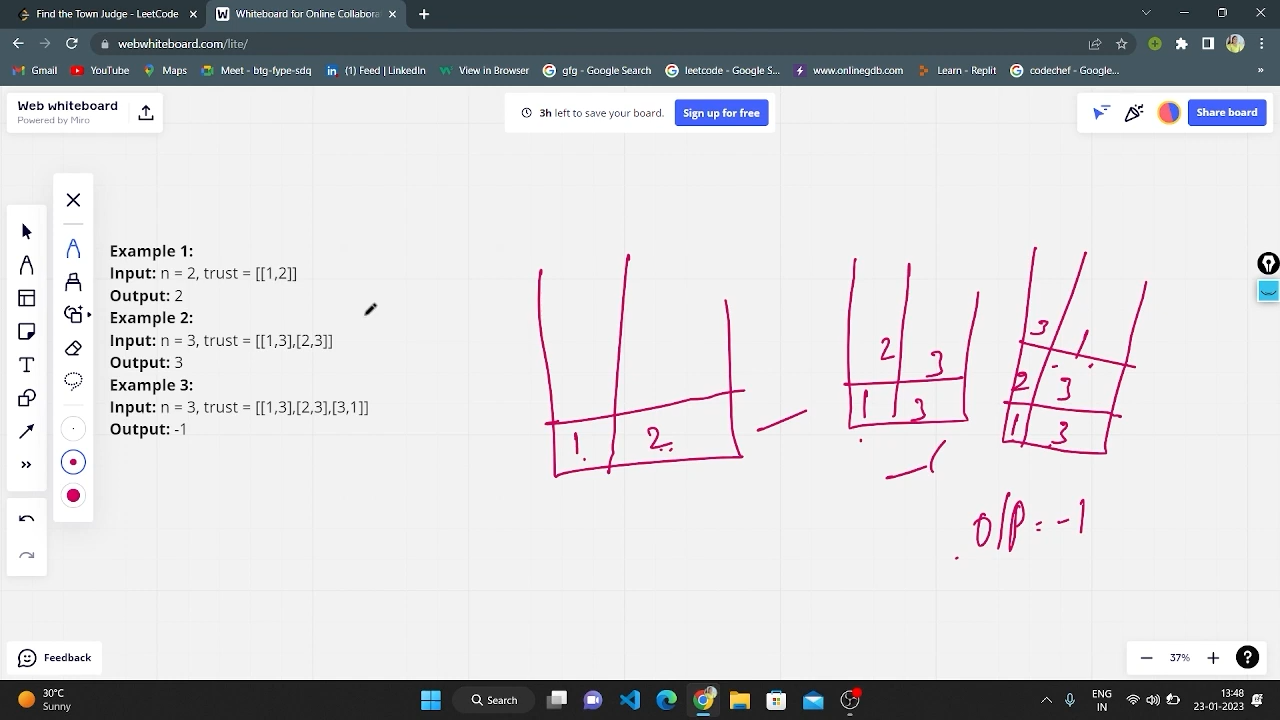 Find the Town Judge - LeetCode
Whiteboard for Online Collabora
webwhiteboard.com/lite/
Gmail
YouTube
Maps
Meet - btg-fype-sdq
(1) Feed | LinkedIn
View in Browser
gfg - Google Search
leetcode - Google S...
www.onlinegdb.com
Learn - Replit
codechef - Google...
»
Web whiteboard
Powered by Miro
3h left to save your board.
Sign up for free
Share board
Example 1:
Input: n = 2, trust = [[1,2]]
Output: 2
Example 2:
Input: n = 3, trust = [[1,3],[2,3]]
Output: 3
Example 3:
Input: n = 3, trust = [[1,3],[2,3],[3,1]]
Output: -1
1 2
2 3
1 3
3 1
2 3
1 3
O/P = -1
Feedback
37%
30°C
Sunny
Search
ENG
IN
13:48
23-01-2023